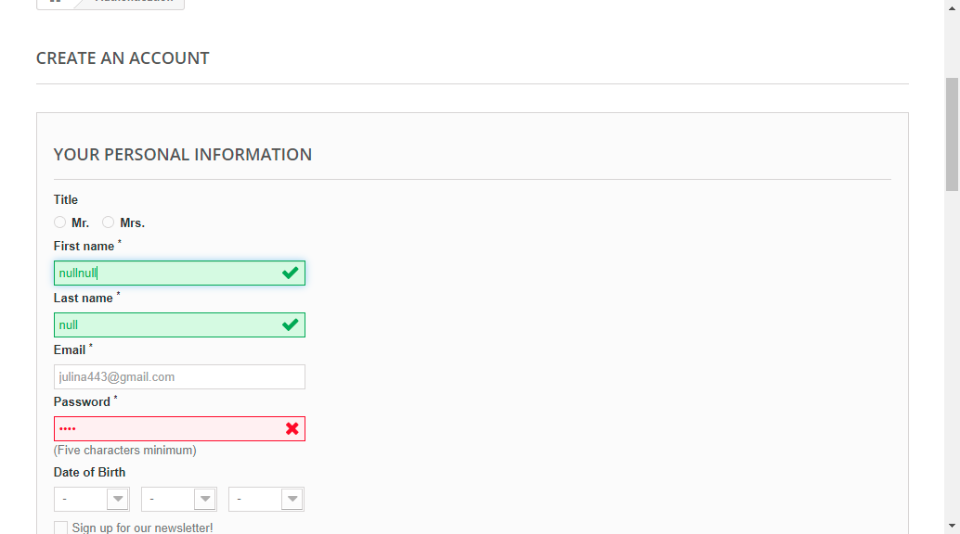 Authentication
CREATE AN ACCOUNT
YOUR PERSONAL INFORMATION
Title
Mr. Mrs.
First name *
nullnull
Last name *
null
Email *
julina443@gmail.com
Password *
••••
(Five characters minimum)
Date of Birth
- - -
Sign up for our newsletter!